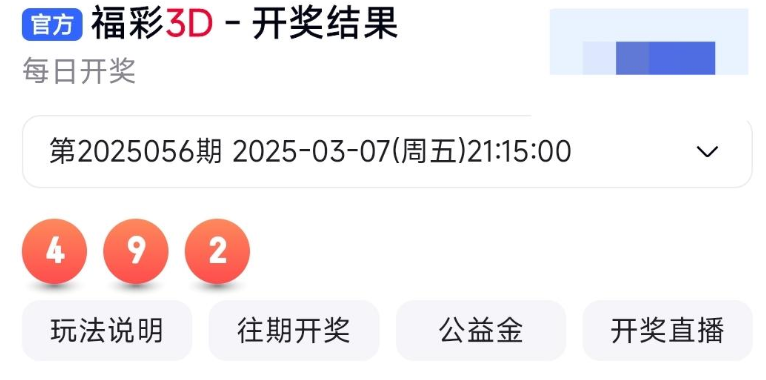 官方 福彩3D - 开奖结果
每日开奖
第2025056期 2025-03-07(周五)21:15:00
4 9 2
玩法说明 往期开奖 公益金 开奖直播